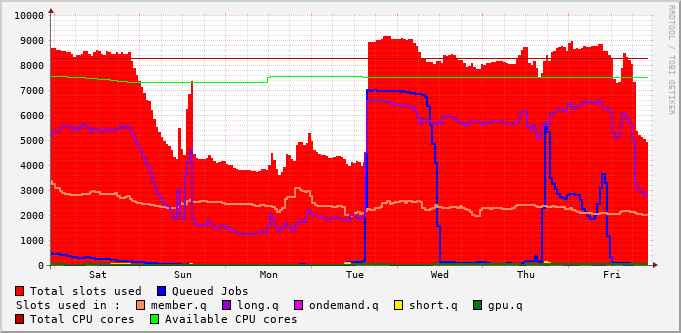 10000
9000
8000
7000
6000
5000
4000
3000
2000
1000
0
Sat Sun Mon Tue Wed Thu Fri
Total slots used Queued Jobs
Slots used in : member.q long.q ondemand.q short.q gpu.q
Total CPU cores Available CPU cores
RRDTOOL / TOBI OETIKER